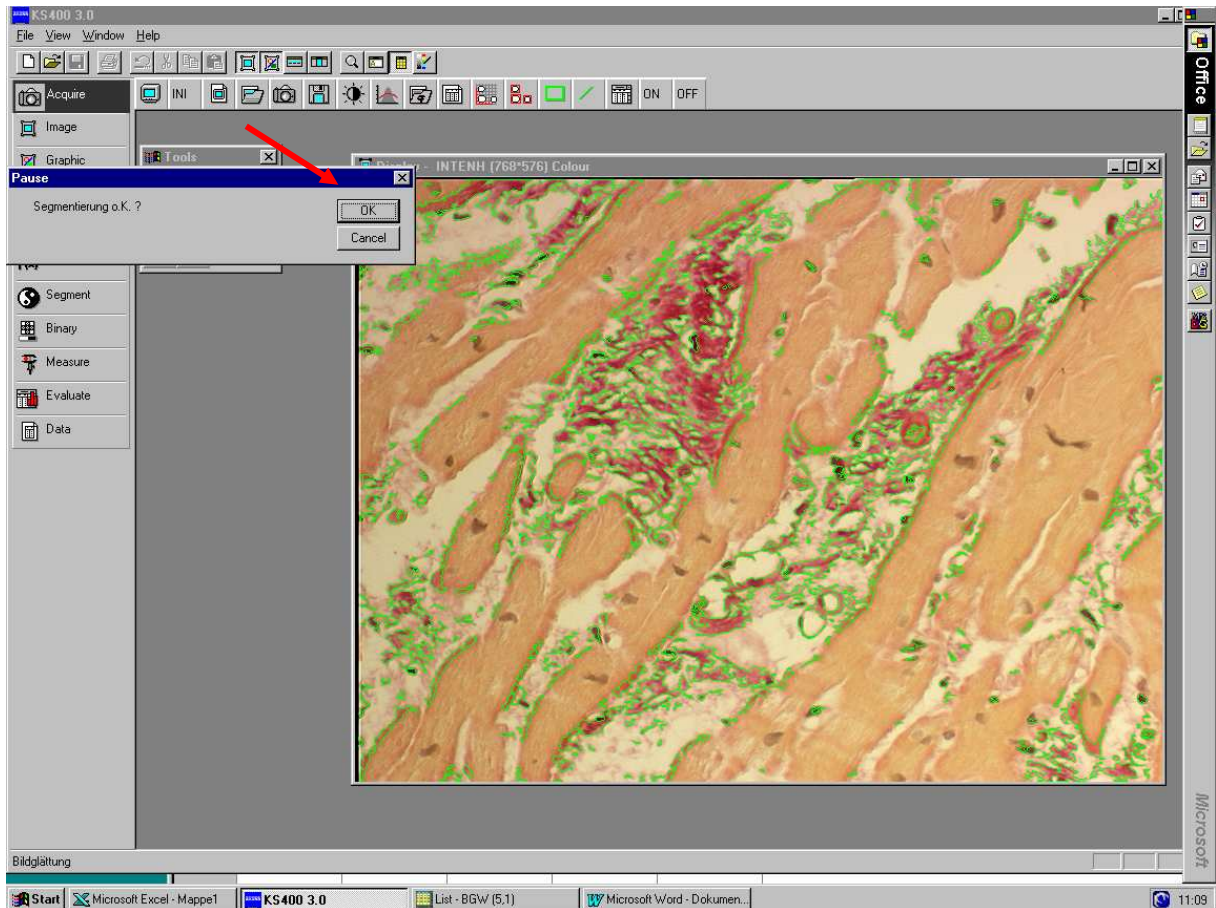 KS400 3.0
File View Window Help
INI ON OFF
Acquire
Image
Graphic
Tools
Display - INTENH (768*576) Colour
Pause
Segmentierung o.K. ?
OK
Cancel
Segment
Binary
Measure
Evaluate
Data
Bildglättung
Office
Microsoft
Start
Microsoft Excel - Mappe1
KS400 3.0
List - BGW (5,1)
Microsoft Word - Dokumen...
11:09